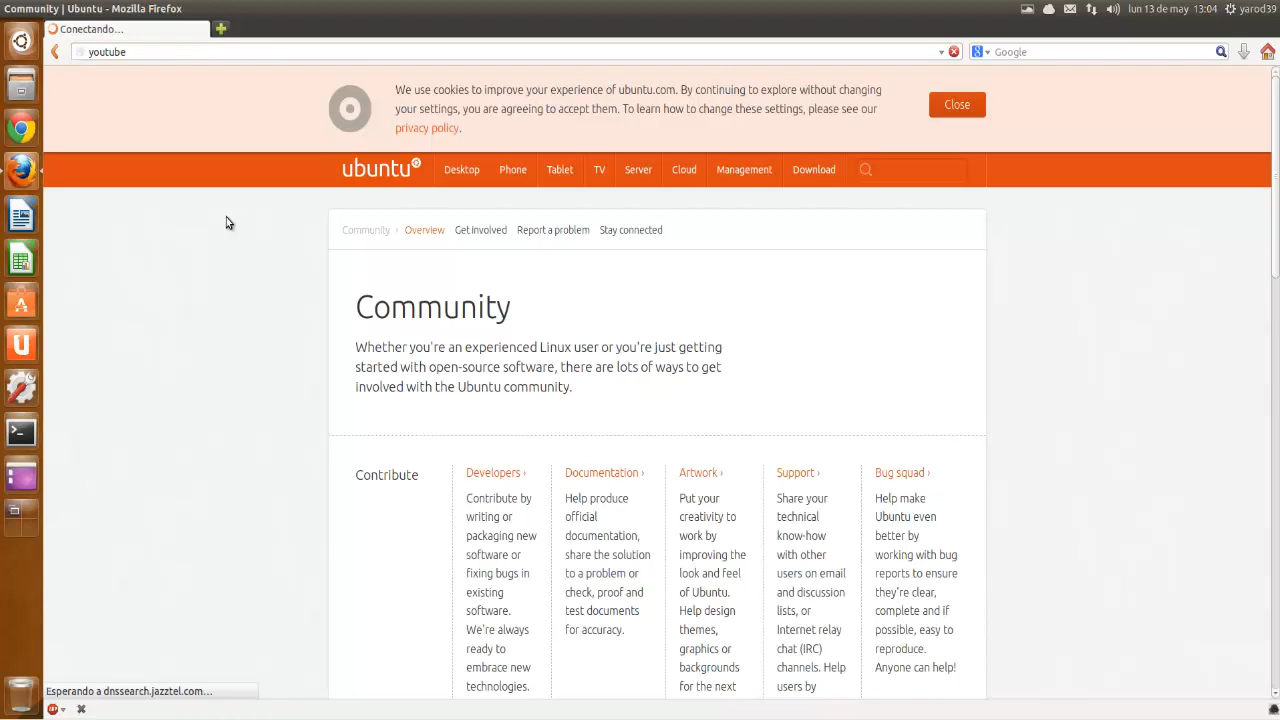 Community | Ubuntu - Mozilla Firefox
lun 13 de may 13:04 yarod39
Conectando...
youtube
Google
We use cookies to improve your experience of ubuntu.com. By continuing to explore without changing
your settings, you are agreeing to accept them. To learn how to change these settings, please see our
privacy policy.
Close
ubuntu
Desktop Phone Tablet TV Server Cloud Management Download
Community › Overview Get involved Report a problem Stay connected
Community
Whether you're an experienced Linux user or you're just getting
started with open-source software, there are lots of ways to get
involved with the Ubuntu community.
Contribute
Developers ›
Contribute by
writing or
packaging new
software or
fixing bugs in
existing
software.
We're always
ready to
embrace new
technologies.
Documentation ›
Help produce
official
documentation,
share the solution
to a problem or
check, proof and
test documents
for accuracy.
Artwork ›
Put your
creativity to
work by
improving the
look and feel
of Ubuntu.
Help design
themes,
graphics or
backgrounds
for the next
Support ›
Share your
technical
know-how
with other
users on email
and discussion
lists, or
Internet relay
chat (IRC)
channels. Help
users by
Bug squad ›
Help make
Ubuntu even
better by
working with bug
reports to ensure
they're clear,
complete and if
possible, easy to
reproduce.
Anyone can help!
Esperando a dnssearch.jazztel.com...